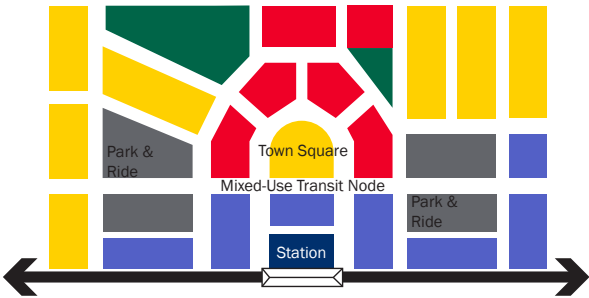 Park &
Ride
Town Square
Mixed-Use Transit Node
Park &
Ride
Station